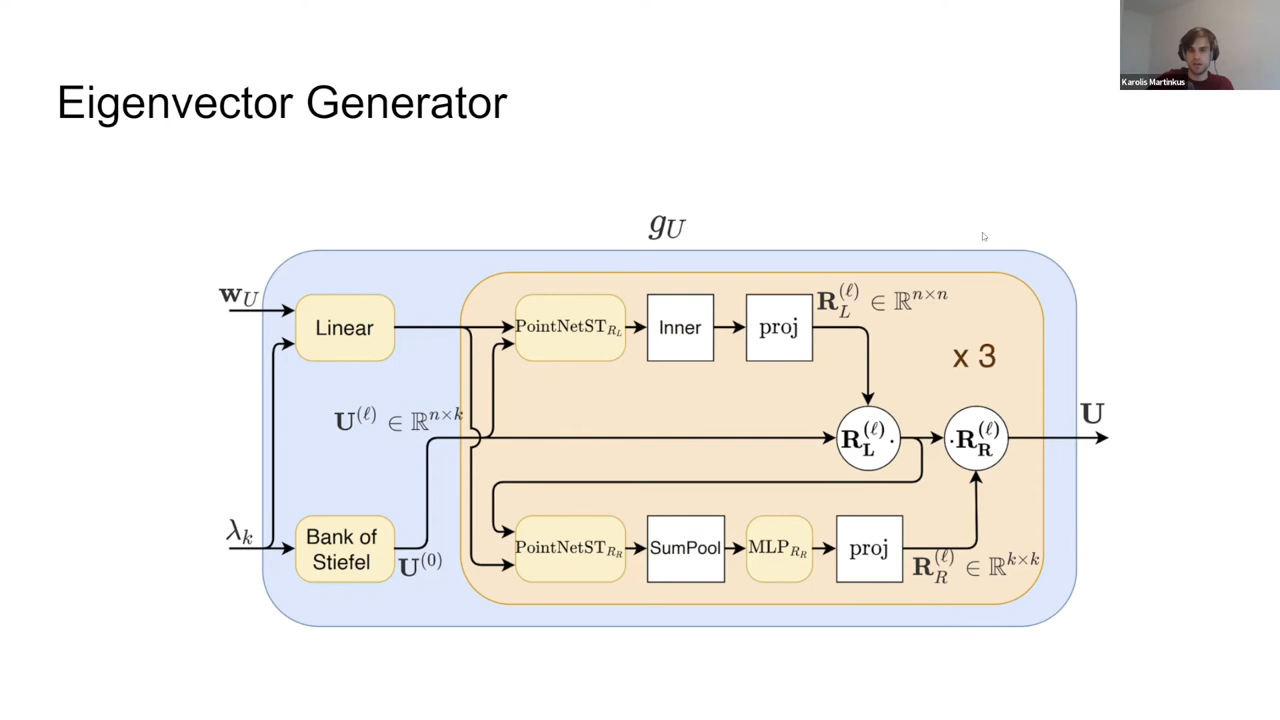 Karolis Martinkus
Eigenvector Generator
g_U
w_U
Linear
PointNetST_{R_L}
Inner
proj
R_L^{(ℓ)} ∈ ℝ^{n×n}
x 3
U^{(ℓ)} ∈ ℝ^{n×k}
R_L^{(ℓ)}·
·R_R^{(ℓ)}
U
λ_k
Bank of
Stiefel
U^{(0)}
PointNetST_{R_R}
SumPool
MLP_{R_R}
proj
R_R^{(ℓ)} ∈ ℝ^{k×k}